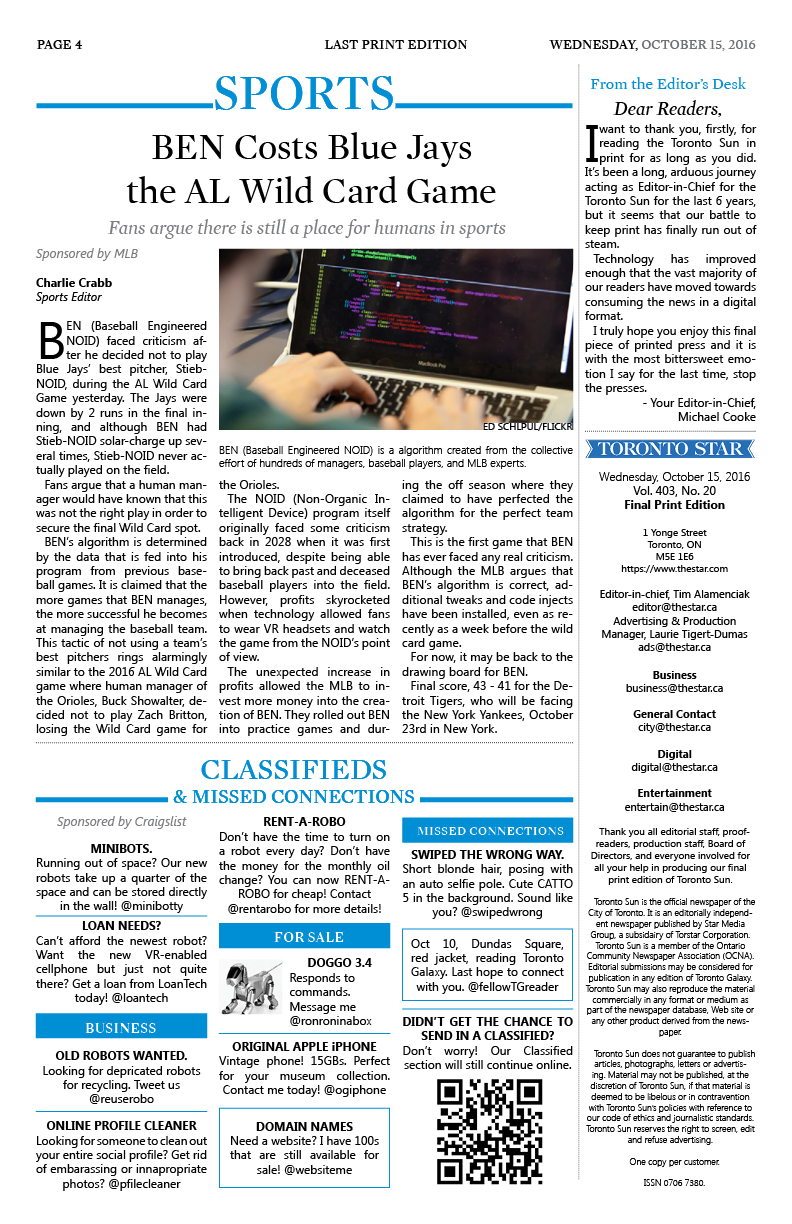 PAGE 4
LAST PRINT EDITION
WEDNESDAY, OCTOBER 15, 2016
SPORTS
BEN Costs Blue Jays
the AL Wild Card Game
Fans argue there is still a place for humans in sports
Sponsored by MLB
Charlie Crabb
Sports Editor
BEN (Baseball Engineered
NOID) faced criticism af-
ter he decided not to play
Blue Jays' best pitcher, Stieb-
NOID, during the AL Wild Card
Game yesterday. The Jays were
down by 2 runs in the final in-
ning, and although BEN had
Stieb-NOID solar-charge up sev-
eral times, Stieb-NOID never ac-
tually played on the field.
Fans argue that a human man-
ager would have known that this
was not the right play in order to
secure the final Wild Card spot.
BEN's algorithm is determined
by the data that is fed into his
program from previous base-
ball games. It is claimed that the
more games that BEN manages,
the more successful he becomes
at managing the baseball team.
This tactic of not using a team's
best pitchers rings alarmingly
similar to the 2016 AL Wild Card
game where human manager of
the Orioles, Buck Showalter, de-
cided not to play Zach Britton,
losing the Wild Card game for
MacBook Pro
ED SCHLPUL/FLICKR
BEN (Baseball Engineered NOID) is a algorithm created from the collective
effort of hundreds of managers, baseball players, and MLB experts.
the Orioles.
The NOID (Non-Organic In-
telligent Device) program itself
originally faced some criticism
back in 2028 when it was first
introduced, despite being able
to bring back past and deceased
baseball players into the field.
However, profits skyrocketed
when technology allowed fans
to wear VR headsets and watch
the game from the NOID's point
of view.
The unexpected increase in
profits allowed the MLB to in-
vest more money into the crea-
tion of BEN. They rolled out BEN
into practice games and dur-
ing the off season where they
claimed to have perfected the
algorithm for the perfect team
strategy.
This is the first game that BEN
has ever faced any real criticism.
Although the MLB argues that
BEN's algorithm is correct, ad-
ditional tweaks and code injects
have been installed, even as re-
cently as a week before the wild
card game.
For now, it may be back to the
drawing board for BEN.
Final score, 43 - 41 for the De-
troit Tigers, who will be facing
the New York Yankees, October
23rd in New York.
CLASSIFIEDS
& MISSED CONNECTIONS
Sponsored by Craigslist
MINIBOTS.
Running out of space? Our new
robots take up a quarter of the
space and can be stored directly
in the wall! @minibotty
LOAN NEEDS?
Can't afford the newest robot?
Want the new VR-enabled
cellphone but just not quite
there? Get a loan from LoanTech
today! @loantech
BUSINESS
OLD ROBOTS WANTED.
Looking for depricated robots
for recycling. Tweet us
@reuserobo
ONLINE PROFILE CLEANER
Looking for someone to clean out
your entire social profile? Get rid
of embarassing or innapropriate
photos? @pfilecleaner
RENT-A-ROBO
Don't have the time to turn on
a robot every day? Don't have
the money for the monthly oil
change? You can now RENT-A-
ROBO for cheap! Contact
@rentarobo for more details!
FOR SALE
DOGGO 3.4
Responds to
commands.
Message me
@ronroninabox
ORIGINAL APPLE iPHONE
Vintage phone! 15GBs. Perfect
for your museum collection.
Contact me today! @ogiphone
DOMAIN NAMES
Need a website? I have 100s
that are still available for
sale! @websiteme
MISSED CONNECTIONS
SWIPED THE WRONG WAY.
Short blonde hair, posing with
an auto selfie pole. Cute CATTO
5 in the background. Sound like
you? @swipedwrong
Oct 10, Dundas Square,
red jacket, reading Toronto
Galaxy. Last hope to connect
with you. @fellowTGreader
DIDN'T GET THE CHANCE TO
SEND IN A CLASSIFIED?
Don't worry! Our Classified
section will still continue online.
From the Editor's Desk
Dear Readers,
I want to thank you, firstly, for
reading the Toronto Sun in
print for as long as you did.
It's been a long, arduous journey
acting as Editor-in-Chief for the
Toronto Sun for the last 6 years,
but it seems that our battle to
keep print has finally run out of
steam.
Technology has improved
enough that the vast majority of
our readers have moved towards
consuming the news in a digital
format.
I truly hope you enjoy this final
piece of printed press and it is
with the most bittersweet emo-
tion I say for the last time, stop
the presses.
- Your Editor-in-Chief,
Michael Cooke
TORONTO STAR
Wednesday, October 15, 2016
Vol. 403, No. 20
Final Print Edition
1 Yonge Street
Toronto, ON
M5E 1E6
https://www.thestar.com
Editor-in-chief, Tim Alamenciak
editor@thestar.ca
Advertising & Production
Manager, Laurie Tigert-Dumas
ads@thestar.ca
Business
business@thestar.ca
General Contact
city@thestar.ca
Digital
digital@thestar.ca
Entertainment
entertain@thestar.ca
Thank you all editorial staff, proof-
readers, production staff, Board of
Directors, and everyone involved for
all your help in producing our final
print edition of Toronto Sun.
Toronto Sun is the official newspaper of the
City of Toronto. It is an editorially independ-
ent newspaper published by Star Media
Group, a subsidiary of Torstar Corporation.
Toronto Sun is a member of the Ontario
Community Newspaper Association (OCNA).
Editorial submissions may be considered for
publication in any edition of Toronto Galaxy.
Toronto Sun may also reproduce the material
commercially in any format or medium as
part of the newspaper database, Web site or
any other product derived from the news-
paper.
Toronto Sun does not guarantee to publish
articles, photographs, letters or advertis-
ing. Material may not be published, at the
discretion of Toronto Sun, if that material is
deemed to be libelous or in contravention
with Toronto Sun's policies with reference to
our code of ethics and journalistic standards.
Toronto Sun reserves the right to screen, edit
and refuse advertising.
One copy per customer.
ISSN 0706 7380.